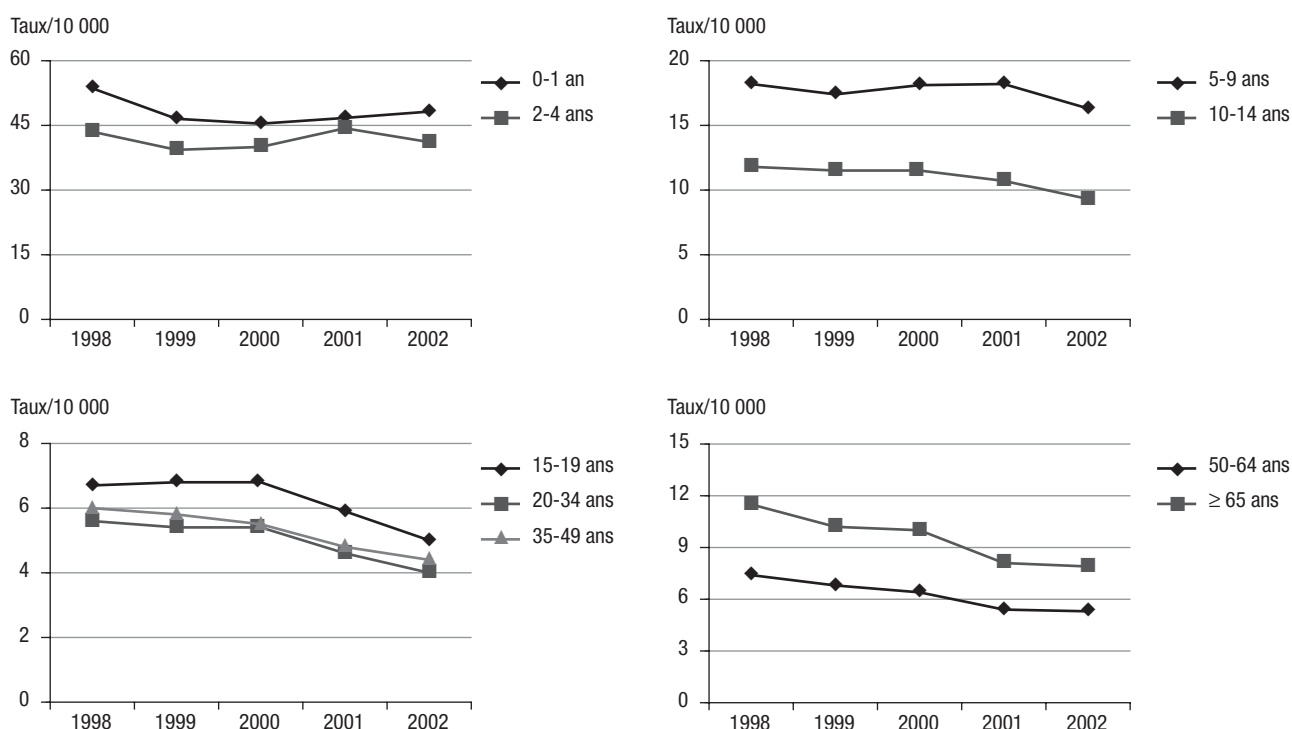 Taux/10 000
60
45
30
15
0
1998 1999 2000 2001 2002
0-1 an
2-4 ans
Taux/10 000
20
15
10
5
0
1998 1999 2000 2001 2002
5-9 ans
10-14 ans
Taux/10 000
8
6
4
2
0
1998 1999 2000 2001 2002
15-19 ans
20-34 ans
35-49 ans
Taux/10 000
15
12
9
6
3
0
1998 1999 2000 2001 2002
50-64 ans
≥ 65 ans